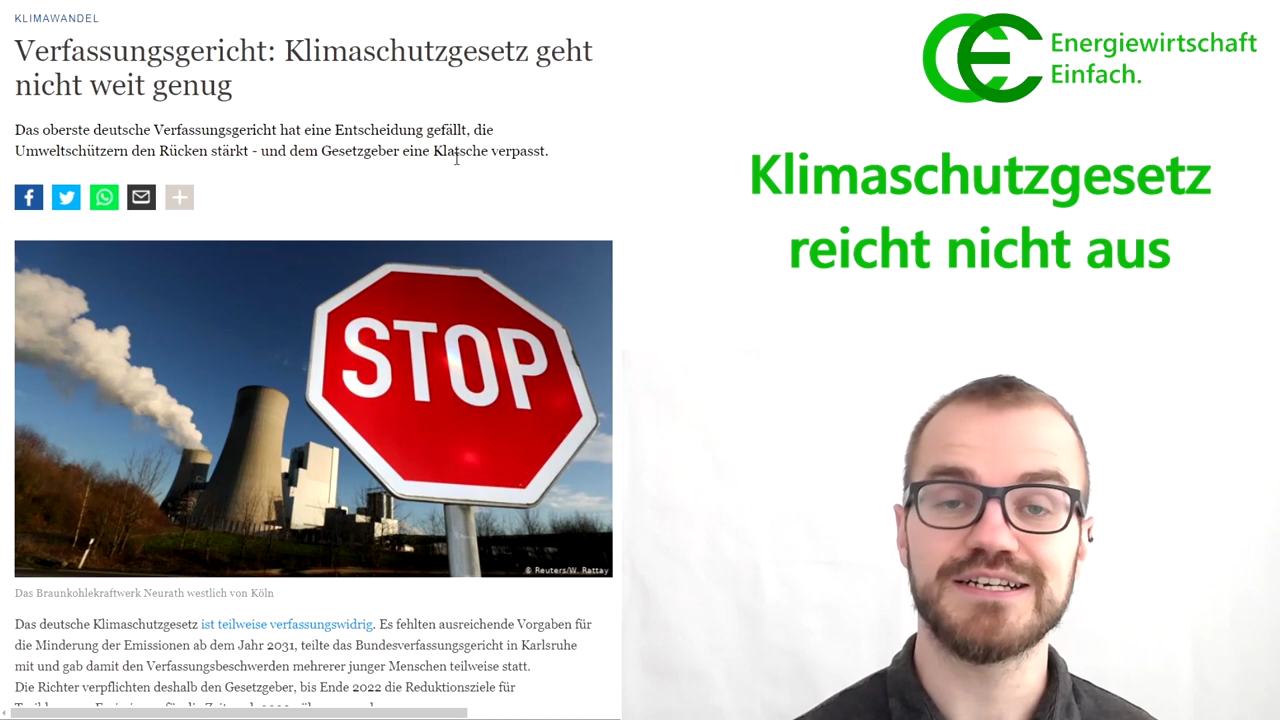 KLIMAWANDEL
Verfassungsgericht: Klimaschutzgesetz geht
nicht weit genug
Das oberste deutsche Verfassungsgericht hat eine Entscheidung gefällt, die
Umweltschützern den Rücken stärkt - und dem Gesetzgeber eine Klatsche verpasst.
STOP
© Reuters/W. Rattay
Das Braunkohlekraftwerk Neurath westlich von Köln
Das deutsche Klimaschutzgesetz ist teilweise verfassungswidrig. Es fehlten ausreichende Vorgaben für
die Minderung der Emissionen ab dem Jahr 2031, teilte das Bundesverfassungsgericht in Karlsruhe
mit und gab damit den Verfassungsbeschwerden mehrerer junger Menschen teilweise statt.
Die Richter verpflichten deshalb den Gesetzgeber, bis Ende 2022 die Reduktionsziele für
Energiewirtschaft
Einfach.
Klimaschutzgesetz
reicht nicht aus